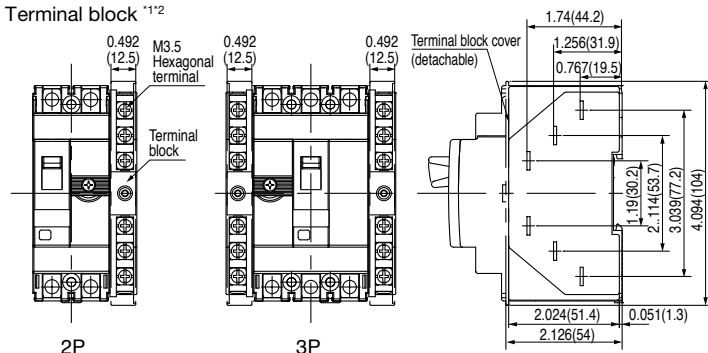 Terminal block *1*2
0.492
(12.5)
M3.5
Hexagonal
terminal
Terminal
block
2P
0.492
(12.5)
0.492
(12.5)
3P
Terminal block cover
(detachable)
1.74(44.2)
1.256(31.9)
0.767(19.5)
1.19(30.2)
2..114(53.7)
3.039(77.2)
4.094(104)
2.024(51.4)
0.051(1.3)
2.126(54)